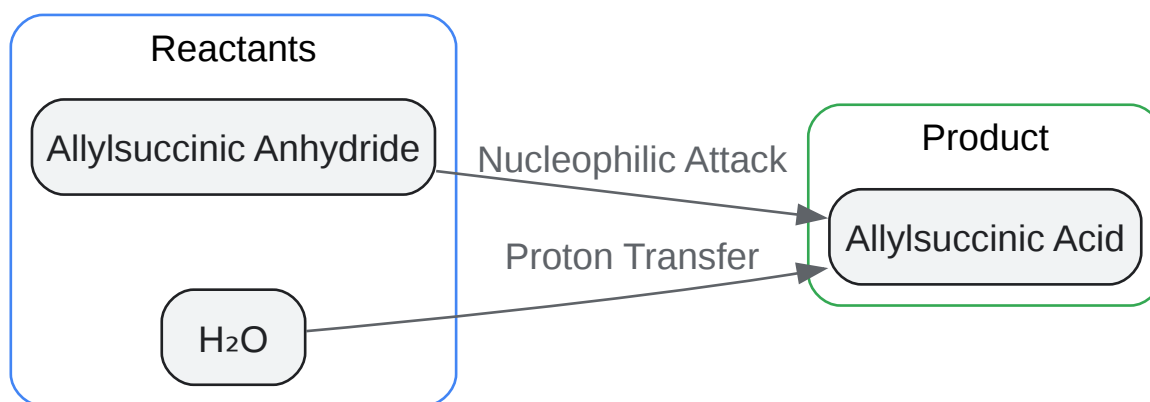 Reactants
Allylsuccinic Anhydride
Nucleophilic Attack
Product
Allylsuccinic Acid
Proton Transfer
H₂O